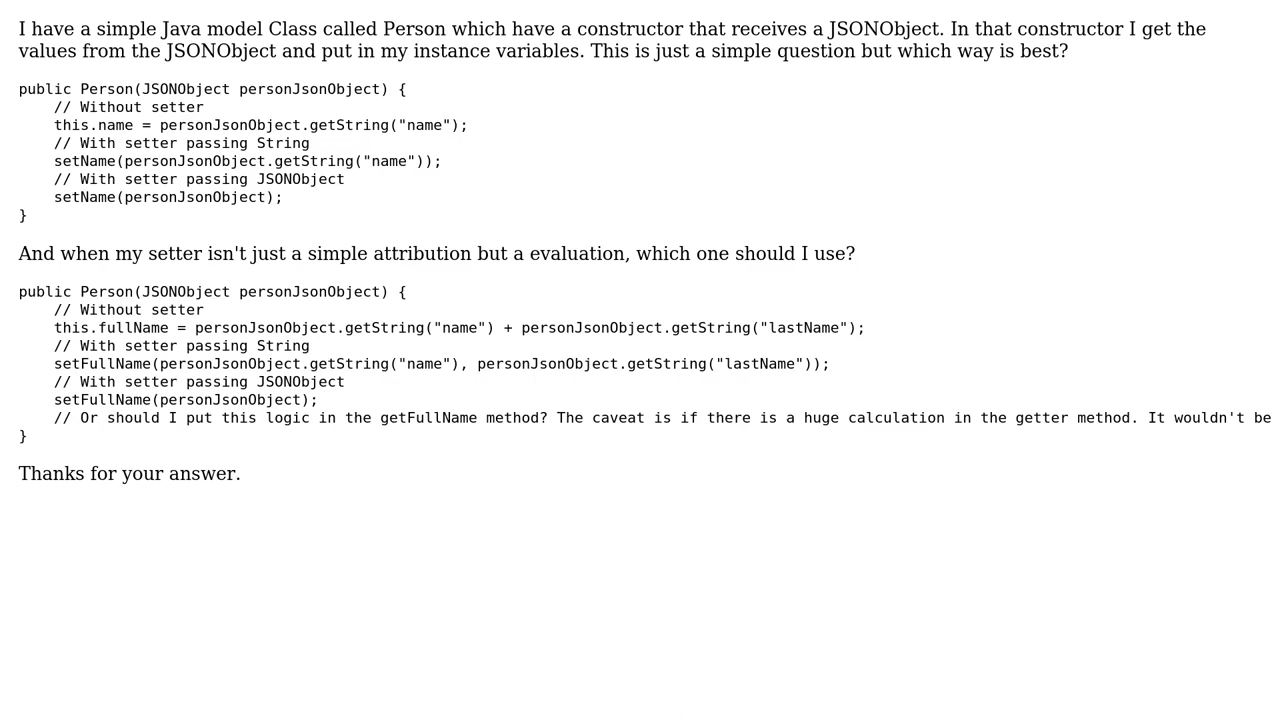 I have a simple Java model Class called Person which have a constructor that receives a JSONObject. In that constructor I get the
values from the JSONObject and put in my instance variables. This is just a simple question but which way is best?
public Person(JSONObject personJsonObject) {
    // Without setter
    this.name = personJsonObject.getString("name");
    // With setter passing String
    setName(personJsonObject.getString("name"));
    // With setter passing JSONObject
    setName(personJsonObject);
}
And when my setter isn't just a simple attribution but a evaluation, which one should I use?
public Person(JSONObject personJsonObject) {
    // Without setter
    this.fullName = personJsonObject.getString("name") + personJsonObject.getString("lastName");
    // With setter passing String
    setFullName(personJsonObject.getString("name"), personJsonObject.getString("lastName"));
    // With setter passing JSONObject
    setFullName(personJsonObject);
    // Or should I put this logic in the getFullName method? The caveat is if there is a huge calculation in the getter method. It wouldn't be
}
Thanks for your answer.